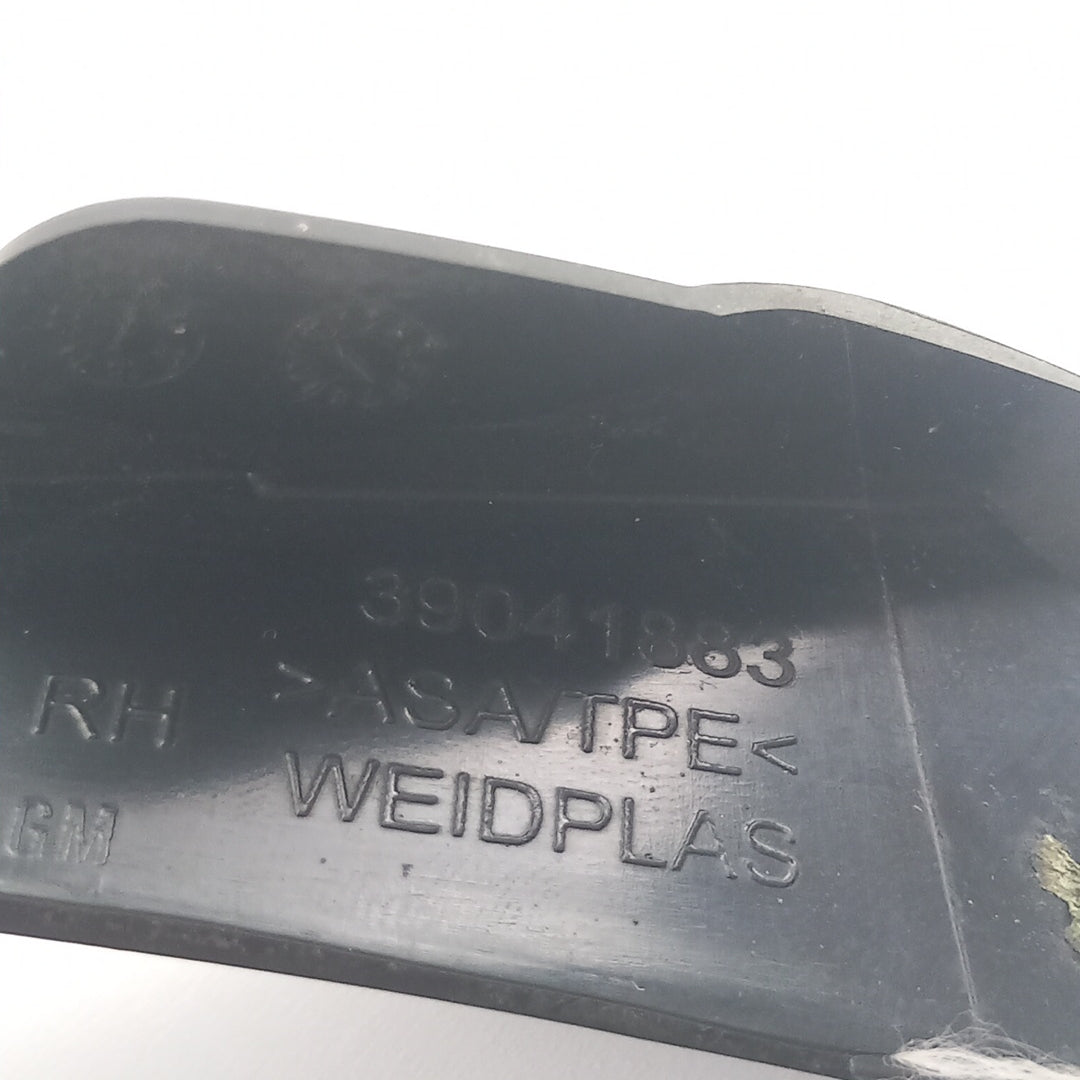 39041883
RH
>ASA/TPE<
WEIDPLAS
GM